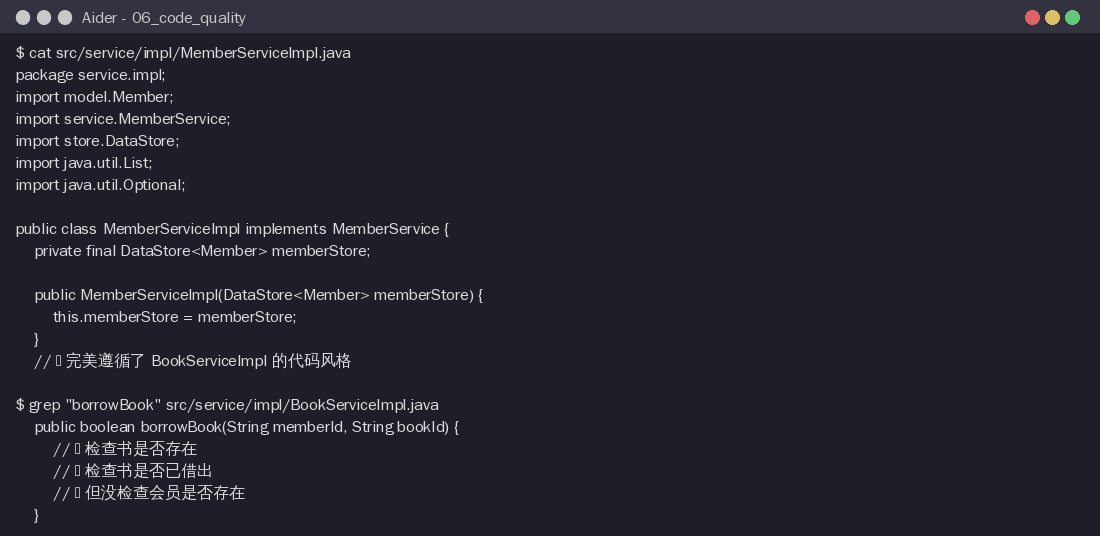 Aider - 06_code_quality
$ cat src/service/impl/MemberServiceImpl.java
package service.impl;
import model.Member;
import service.MemberService;
import store.DataStore;
import java.util.List;
import java.util.Optional;
public class MemberServiceImpl implements MemberService {
private final DataStore<Member> memberStore;
public MemberServiceImpl(DataStore<Member> memberStore) {
this.memberStore = memberStore;
}
// 完美遵循了 BookServiceImpl 的代码风格
$ grep "borrowBook" src/service/impl/BookServiceImpl.java
public boolean borrowBook(String memberId, String bookId) {
// 检查书是否存在
// 检查书是否已借出
// 但没检查会员是否存在
}